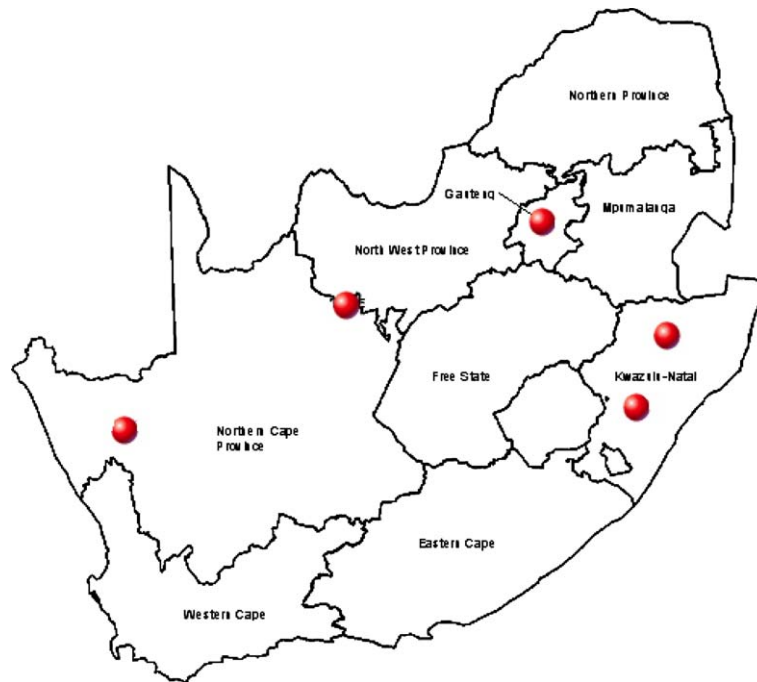 Northern Province
Gauteng
Mpumalanga
North West Province
Free State
Kwazulu-Natal
Northern Cape
Province
Eastern Cape
Western Cape